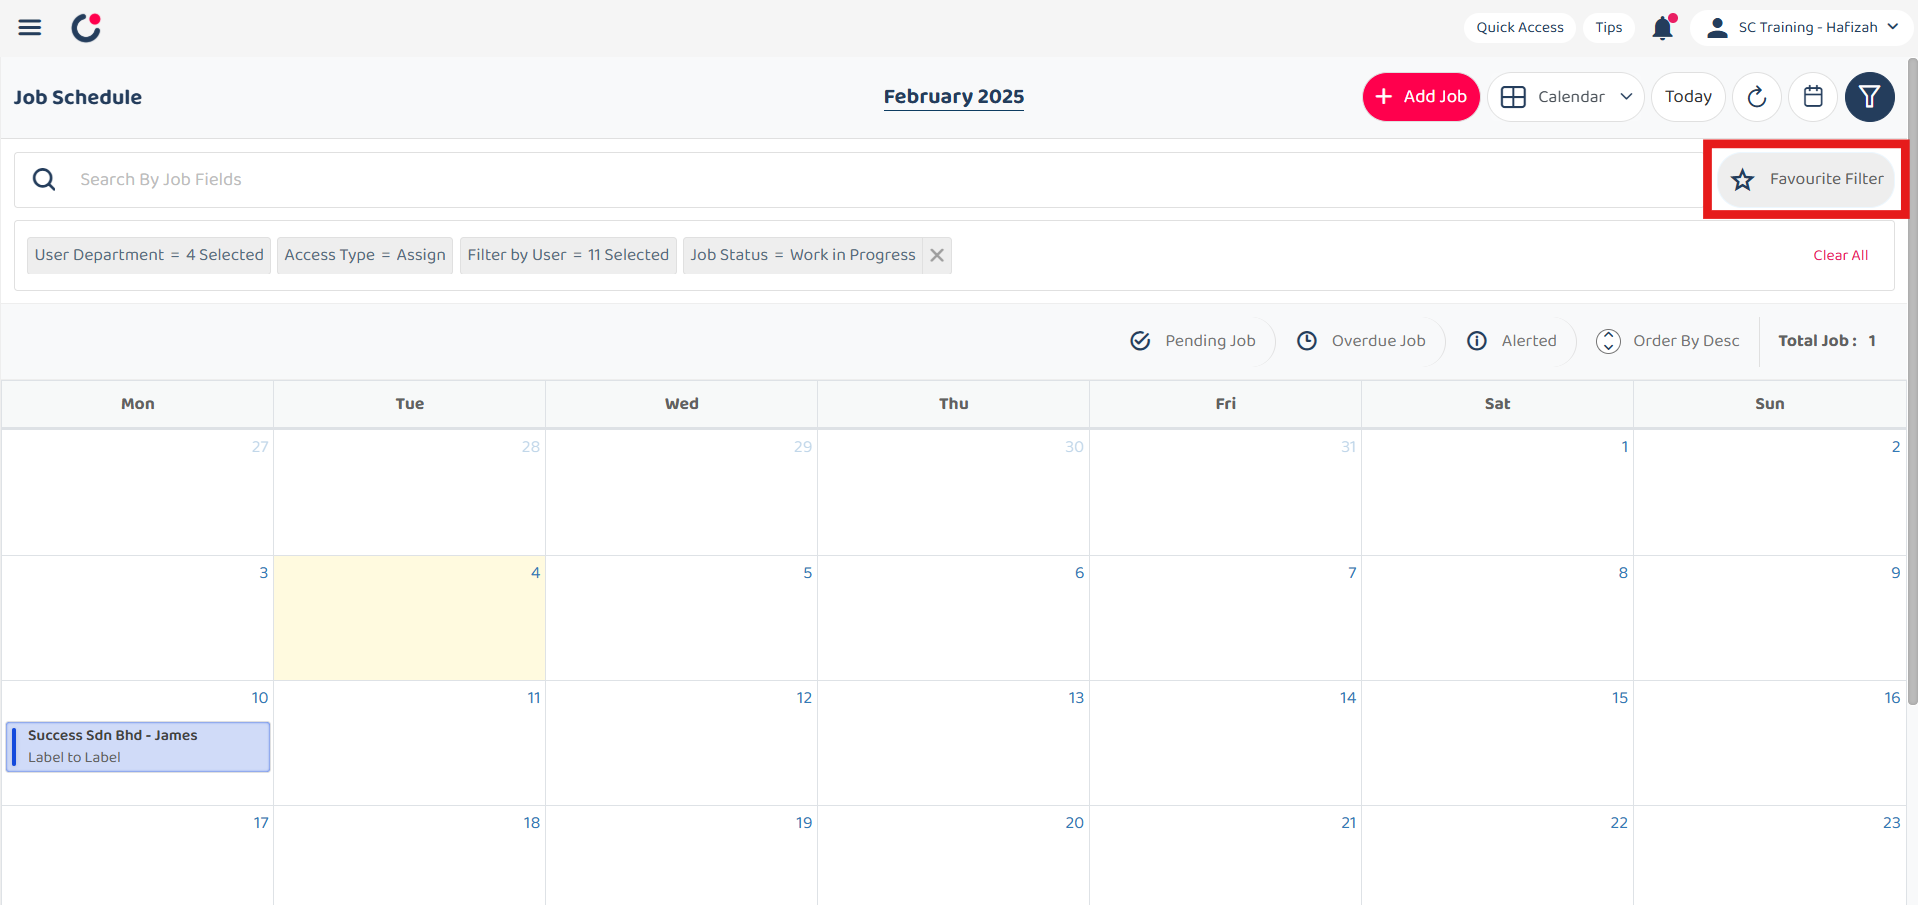 Quick Access Tips SC Training - Hafizah
Job Schedule February 2025 + Add Job Calendar Today
Search By Job Fields Favourite Filter
User Department = 4 Selected Access Type = Assign Filter by User = 11 Selected Job Status = Work in Progress Clear All
Pending Job Overdue Job Alerted Order By Desc Total Job : 1
Mon Tue Wed Thu Fri Sat Sun
27 28 29 30 31 1 2
3 4 5 6 7 8 9
10 11 12 13 14 15 16
Success Sdn Bhd - James
Label to Label
17 18 19 20 21 22 23